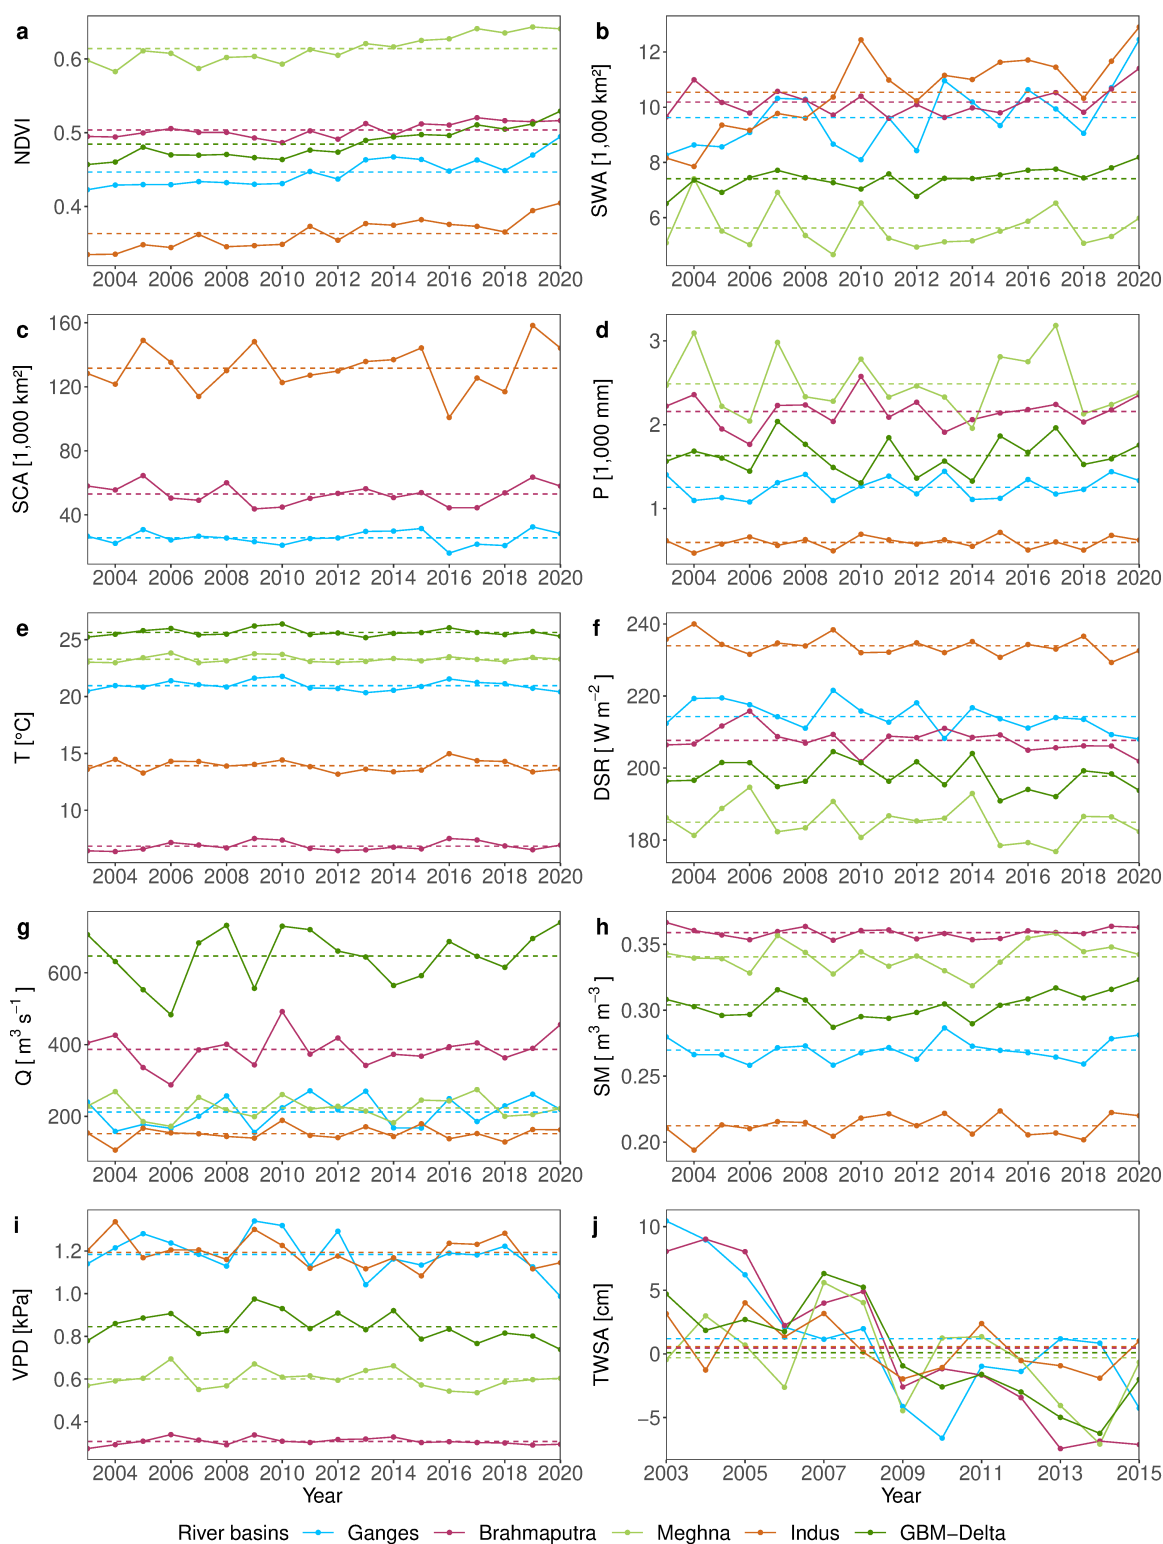 a
NDVI
0.6
0.5
0.4
2004 2006 2008 2010 2012 2014 2016 2018 2020
b
SWA [1,000 km²]
12
10
8
6
2004 2006 2008 2010 2012 2014 2016 2018 2020
c
SCA [1,000 km²]
160
120
80
40
2004 2006 2008 2010 2012 2014 2016 2018 2020
d
P [1,000 mm]
3
2
1
2004 2006 2008 2010 2012 2014 2016 2018 2020
e
T [°C]
25
20
15
10
2004 2006 2008 2010 2012 2014 2016 2018 2020
f
DSR [ W m⁻²]
240
220
200
180
2004 2006 2008 2010 2012 2014 2016 2018 2020
g
Q [ m³ s⁻¹]
600
400
200
2004 2006 2008 2010 2012 2014 2016 2018 2020
h
SM [ m³ m⁻³]
0.35
0.30
0.25
0.20
2004 2006 2008 2010 2012 2014 2016 2018 2020
i
VPD [kPa]
1.2
1.0
0.8
0.6
0.4
2004 2006 2008 2010 2012 2014 2016 2018 2020
Year
j
TWSA [cm]
10
5
0
−5
2003 2005 2007 2009 2011 2013 2015
Year
River basins Ganges Brahmaputra Meghna Indus GBM−Delta